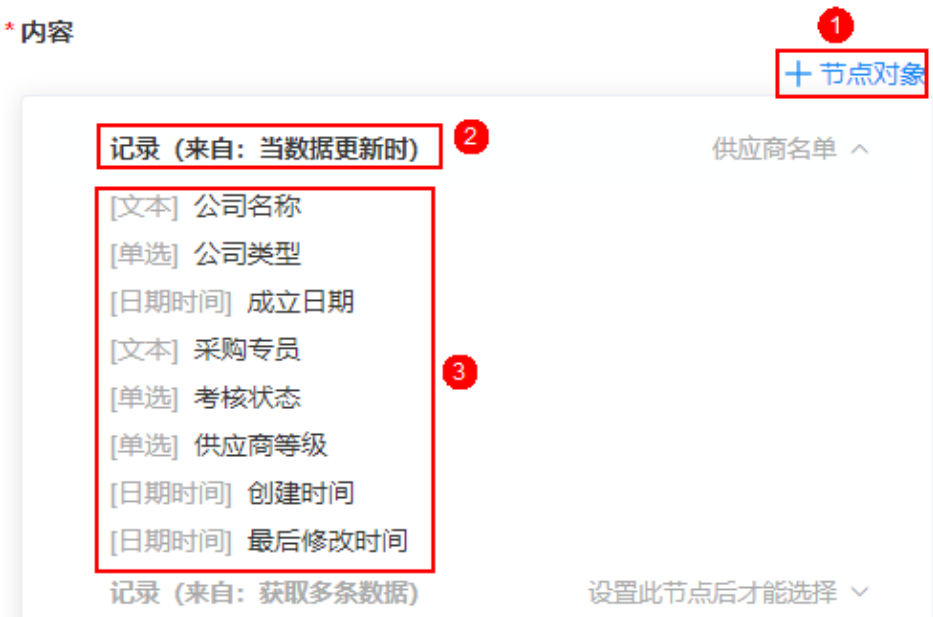 * 内容
1
+ 节点对象
记录（来自：当数据更新时） 2 供应商名单
[文本] 公司名称
[单选] 公司类型
[日期时间] 成立日期
[文本] 采购专员
3
[单选] 考核状态
[单选] 供应商等级
[日期时间] 创建时间
[日期时间] 最后修改时间
记录（来自：获取多条数据） 设置此节点后才能选择